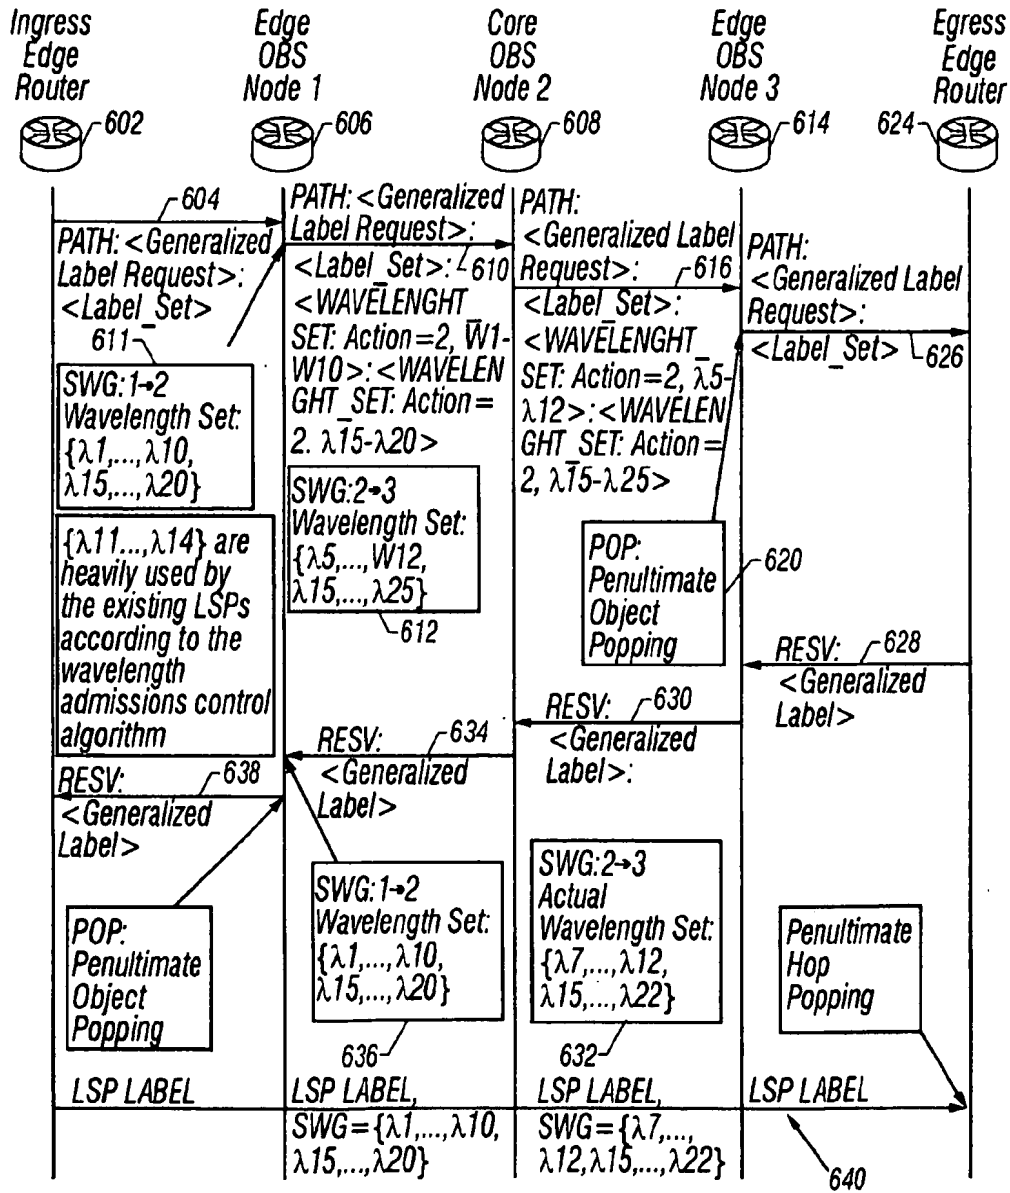 Ingress
Edge
Router
Edge
OBS
Node 1
Core
OBS
Node 2
Edge
OBS
Node 3
Egress
Edge
Router
602
606
608
614
624
604
PATH: <Generalized
Label Request>:
<Label_Set>
611
SWG:1→2
Wavelength Set:
{λ1,...,λ10,
λ15,...,λ20}
{λ11...,λ14} are
heavily used by
the existing LSPs
according to the
wavelength
admissions control
algorithm
PATH: <Generalized
Label Request>:
<Label_Set>:
610
<WAVELENGHT_
SET: Action=2, W1-
W10>:<WAVELEN
GHT_SET: Action=
2. λ15-λ20>
SWG:2→3
Wavelength Set:
{λ5,...,W12,
λ15,...,λ25}
612
PATH:
<Generalized Label
Request>:
616
<Label_Set>:
<WAVELENGHT_
SET: Action=2, λ5-
λ12>:<WAVELEN
GHT_SET: Action=
2, λ15-λ25>
PATH:
<Generalized Label
Request>:
<Label_Set>
626
POP:
Penultimate
Object
Popping
620
RESV:
628
<Generalized
Label>
RESV:
630
<Generalized
Label>:
RESV:
634
<Generalized
Label>
RESV:
638
<Generalized
Label>
POP:
Penultimate
Object
Popping
SWG:1→2
Wavelength Set:
{λ1,...,λ10,
λ15,...,λ20}
636
SWG:2→3
Actual
Wavelength Set:
{λ7,...,λ12,
λ15,...,λ22}
632
Penultimate
Hop
Popping
LSP LABEL
LSP LABEL,
SWG={λ1,...,λ10,
λ15,...,λ20}
LSP LABEL,
SWG={λ7,...,
λ12,λ15,...,λ22}
LSP LABEL
640